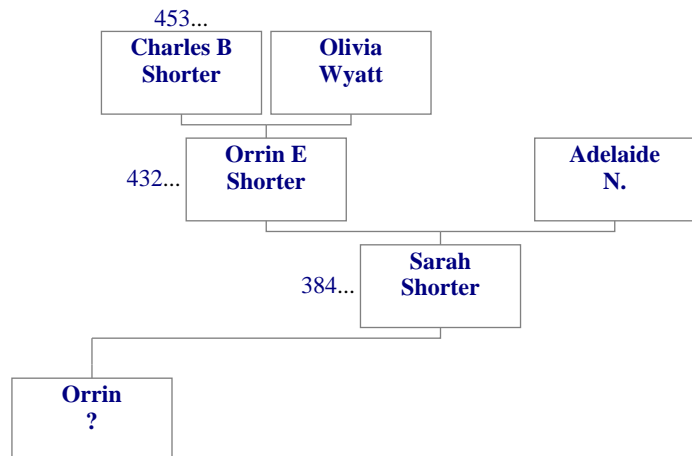 453...
Charles B
Shorter
Olivia
Wyatt
432...
Orrin E
Shorter
Adelaide
N.
384...
Sarah
Shorter
Orrin
?